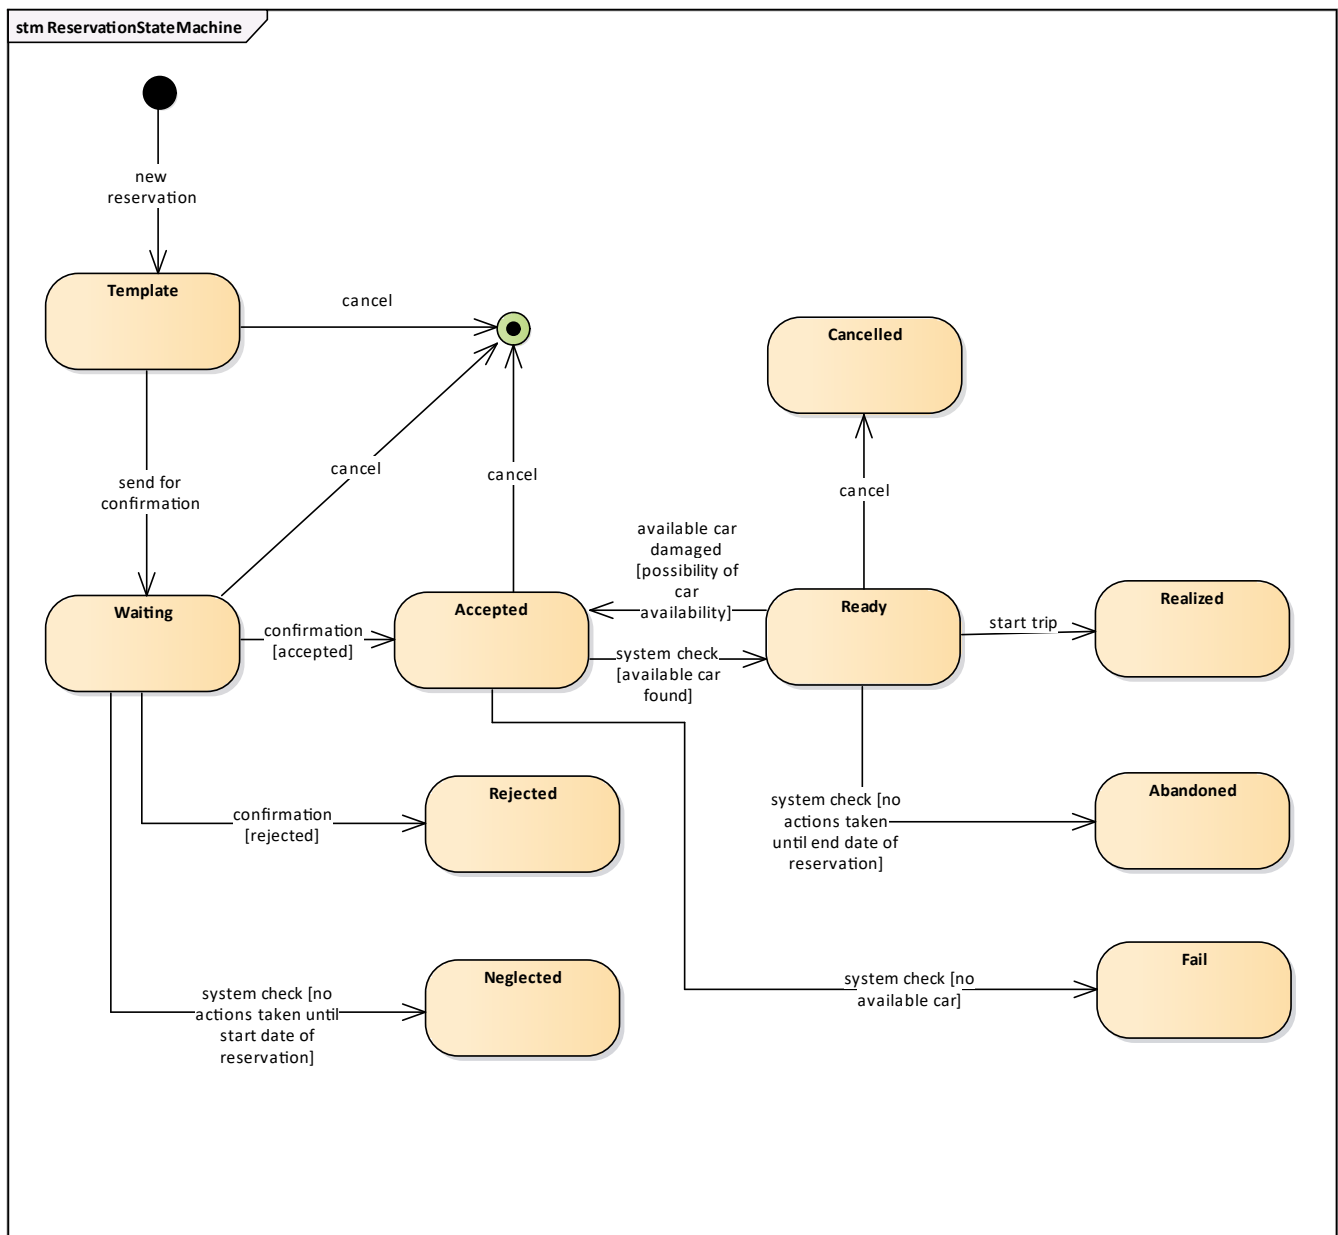 stm ReservationStateMachine
new
reservation
Template
cancel
Cancelled
send for
confirmation
cancel
cancel
cancel
available car
damaged
[possibility of
car
availability]
Waiting
confirmation
[accepted]
Accepted
system check
[available car
found]
Ready
start trip
Realized
confirmation
[rejected]
Rejected
system check [no
actions taken
until end date of
reservation]
Abandoned
system check [no
actions taken until
start date of
reservation]
Neglected
system check [no
available car]
Fail